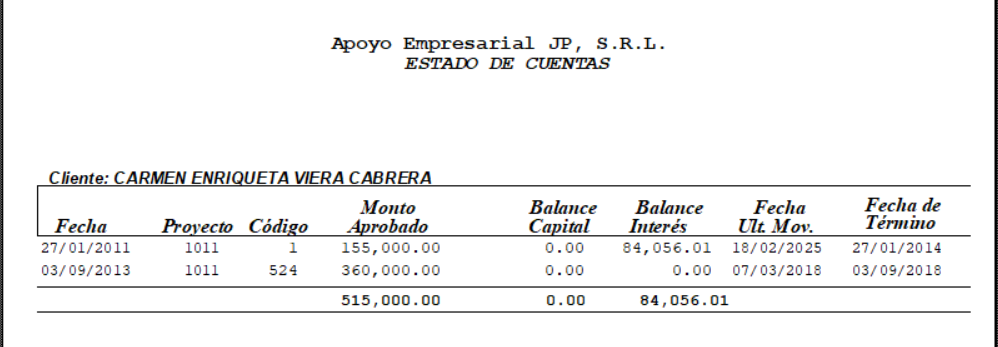 Apoyo Empresarial JP, S.R.L.
ESTADO DE CUENTAS
Cliente: CARMEN ENRIQUETA VIERA CABRERA
Fecha Proyecto Código Monto Aprobado Balance Capital Balance Interés Fecha Ult. Mov. Fecha de Término
27/01/2011 1011 1 155,000.00 0.00 84,056.01 18/02/2025 27/01/2014
03/09/2013 1011 524 360,000.00 0.00 0.00 07/03/2018 03/09/2018
515,000.00 0.00 84,056.01